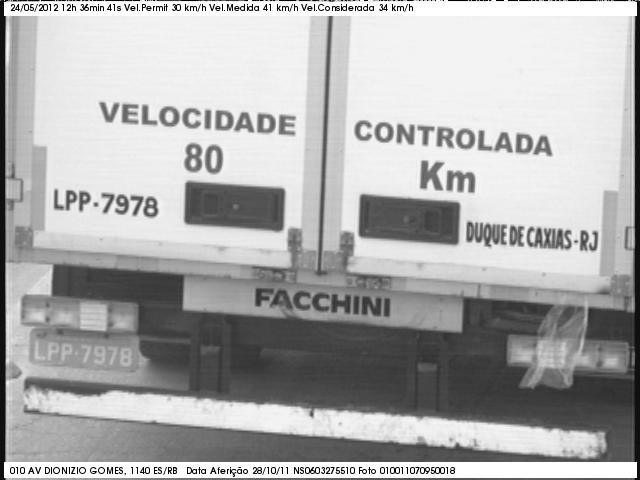 24/05/2012 12h 36min 41s Vel.Permit 30 km/h Vel.Medida 41 km/h Vel.Considerada 34 km/h
VELOCIDADE CONTROLADA
80 Km
LPP-7978
DUQUE DE CAXIAS-RJ
FACCHINI
LPP-7978
010 AV DIONIZIO GOMES, 1140 ES/RB Data Aferição 28/10/11 NS0603275510 Foto 010011070950018